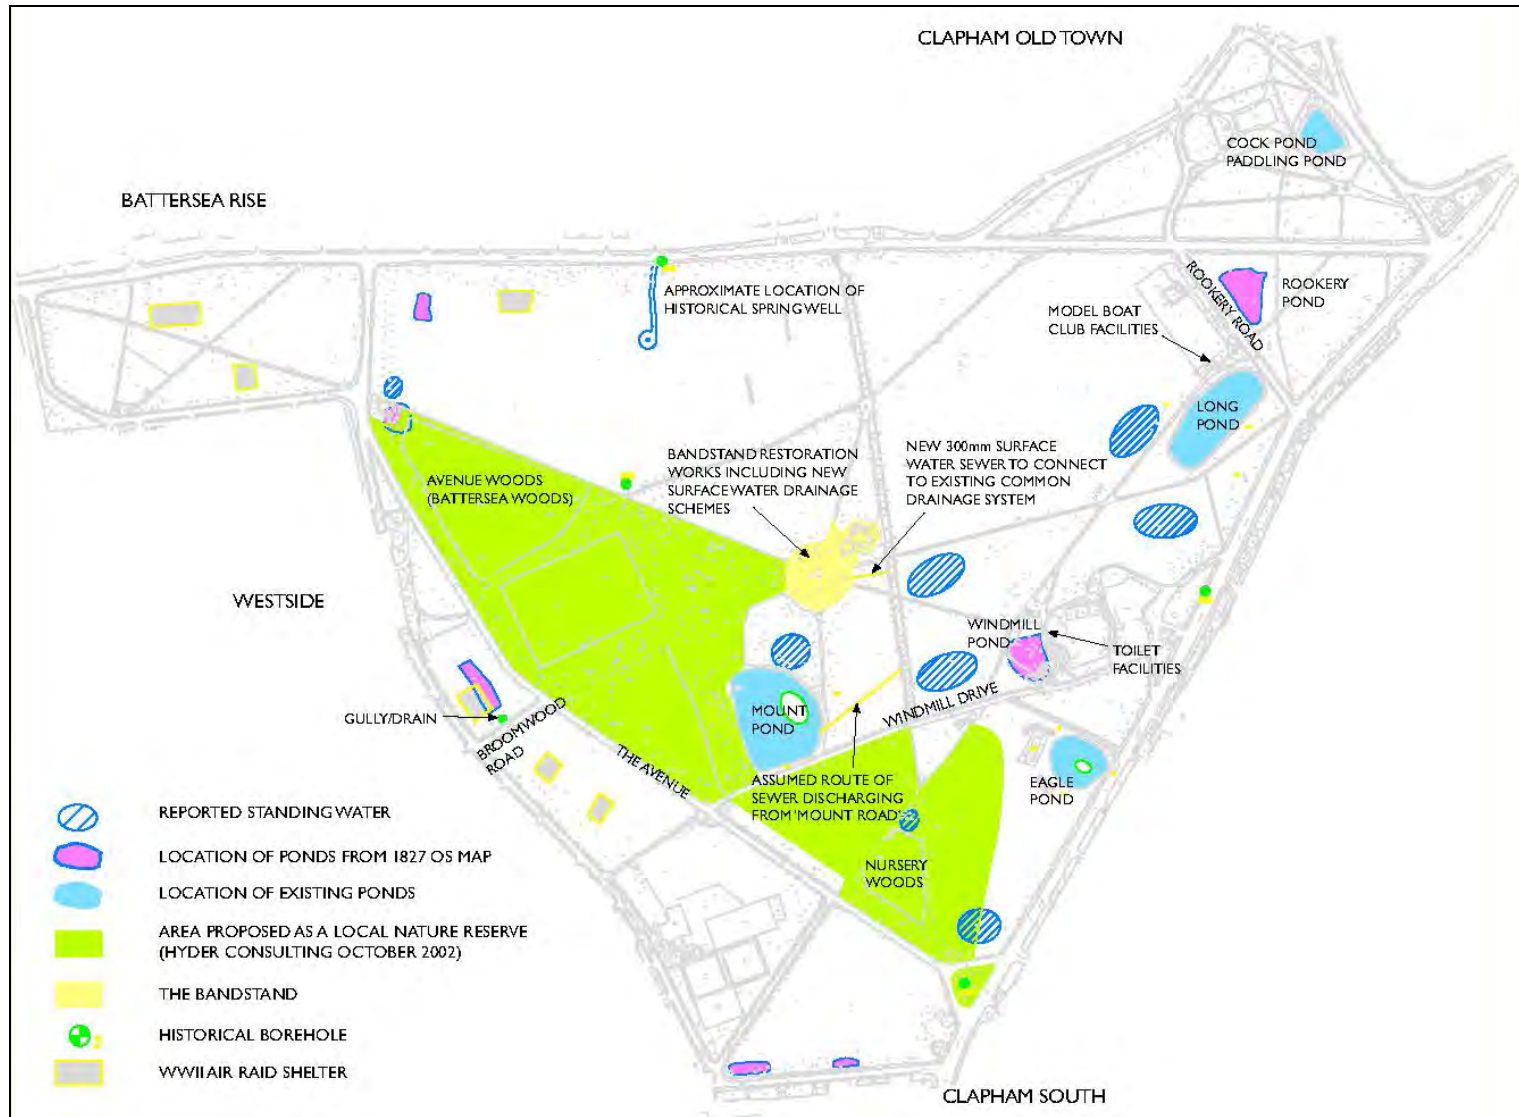 CLAPHAM OLD TOWN
COCK POND
PADDLING POND
BATTERSEA RISE
APPROXIMATE LOCATION OF
HISTORICAL SPRING WELL
ROOKERY ROAD
ROOKERY
POND
MODEL BOAT
CLUB FACILITIES
LONG
POND
BANDSTAND RESTORATION
WORKS INCLUDING NEW
SURFACE WATER DRAINAGE
SCHEMES
NEW 300mm SURFACE
WATER SEWER TO CONNECT
TO EXISTING COMMON
DRAINAGE SYSTEM
AVENUE WOODS
(BATTERSEA WOODS)
WESTSIDE
WINDMILL
POND
TOILET
FACILITIES
WINDMILL DRIVE
MOUNT
POND
GULLY/DRAIN
BROOMWOOD
ROAD
THE AVENUE
ASSUMED ROUTE OF
SEWER DISCHARGING
FROM 'MOUNT ROAD'
EAGLE
POND
NURSERY
WOODS
REPORTED STANDING WATER
LOCATION OF PONDS FROM 1827 OS MAP
LOCATION OF EXISTING PONDS
AREA PROPOSED AS A LOCAL NATURE RESERVE
(HYDER CONSULTING OCTOBER 2002)
THE BANDSTAND
HISTORICAL BOREHOLE
WWII AIR RAID SHELTER
CLAPHAM SOUTH